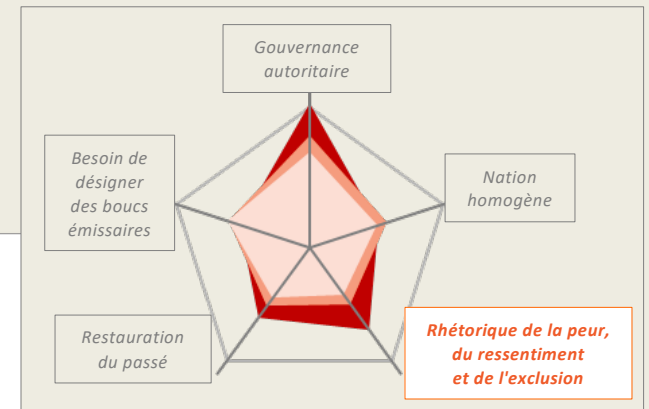 Gouvernance
autoritaire
Besoin de
désigner
des boucs
émissaires
Nation
homogène
Restauration
du passé
Rhétorique de la peur,
du ressentiment
et de l'exclusion